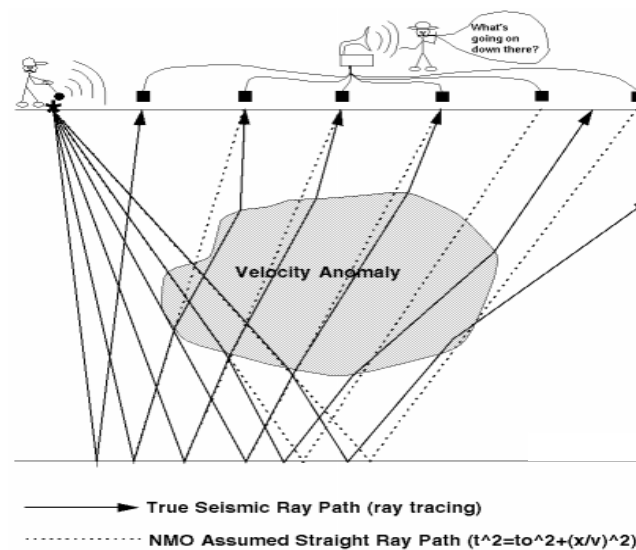 What's
going on
down there?
Velocity Anomaly
True Seismic Ray Path (ray tracing)
NMO Assumed Straight Ray Path (t^2=to^2+(x/v)^2)